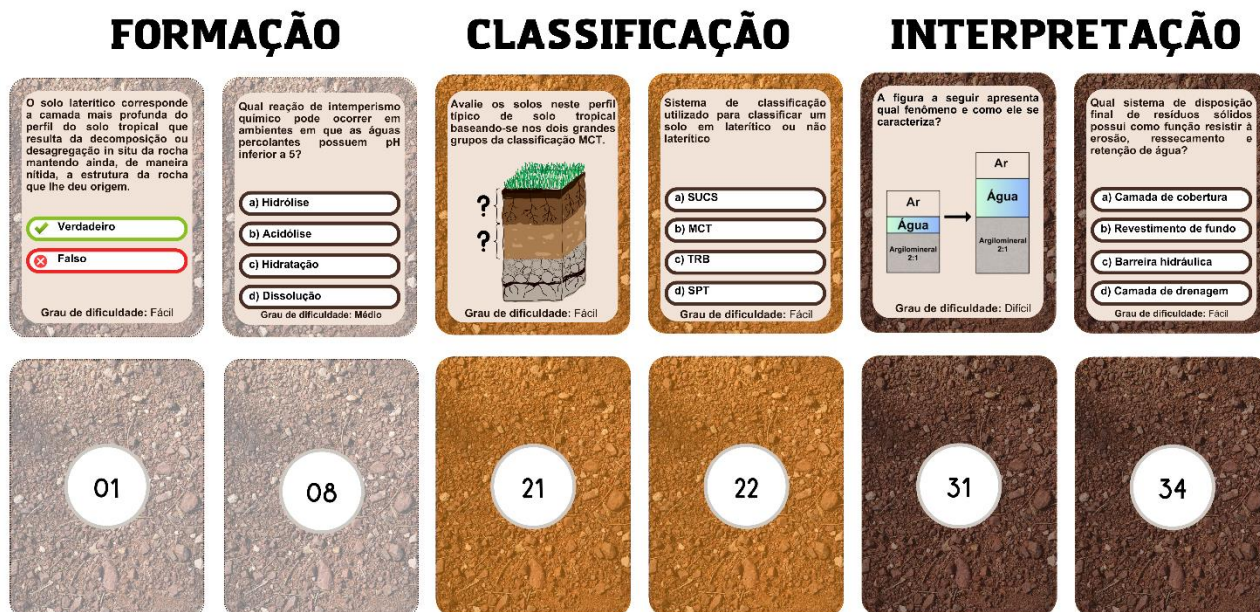 FORMAÇÃO
CLASSIFICAÇÃO
INTERPRETAÇÃO
O solo laterítico corresponde
a camada mais profunda do
perfil do solo tropical que
resulta da decomposição ou
desagregação in situ da rocha
mantendo ainda, de maneira
nítida, a estrutura da rocha
que lhe deu origem.
Verdadeiro
Falso
Grau de dificuldade: Fácil
Qual reação de intemperismo
químico pode ocorrer em
ambientes em que as águas
percolantes possuem pH
inferior a 5?
a) Hidrólise
b) Acidólise
c) Hidratação
d) Dissolução
Grau de dificuldade: Médio
Avalie os solos neste perfil
típico de solo tropical
baseando-se nos dois grandes
grupos da classificação MCT.
?
?
Grau de dificuldade: Fácil
Sistema de classificação
utilizado para classificar um
solo em laterítico ou não
laterítico
a) SUCS
b) MCT
c) TRB
d) SPT
Grau de dificuldade: Fácil
A figura a seguir apresenta
qual fenômeno e como ele se
caracteriza?
Ar
Água
Argilomineral
2:1
Ar
Água
Argilomineral
2:1
Grau de dificuldade: Difícil
Qual sistema de disposição
final de resíduos sólidos
possui como função resistir à
erosão, ressecamento e
retenção de água?
a) Camada de cobertura
b) Revestimento de fundo
c) Barreira hidráulica
d) Camada de drenagem
Grau de dificuldade: Fácil
01
08
21
22
31
34